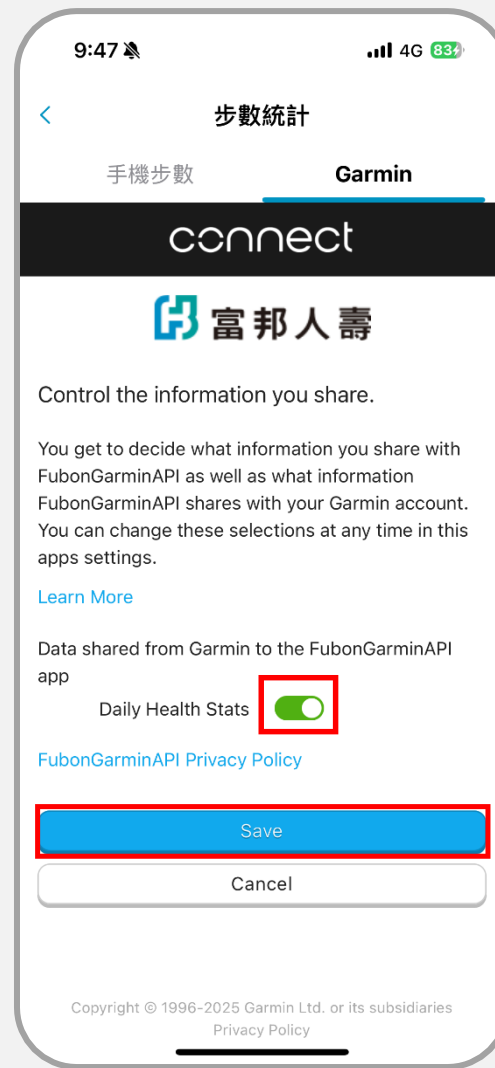 9:47 4G 83
步數統計
手機步數 Garmin
connect
富邦人壽
Control the information you share.
You get to decide what information you share with
FubonGarminAPI as well as what information
FubonGarminAPI shares with your Garmin account.
You can change these selections at any time in this
apps settings.
Learn More
Data shared from Garmin to the FubonGarminAPI
app
Daily Health Stats
FubonGarminAPI Privacy Policy
Save
Cancel
Copyright © 1996-2025 Garmin Ltd. or its subsidiaries
Privacy Policy